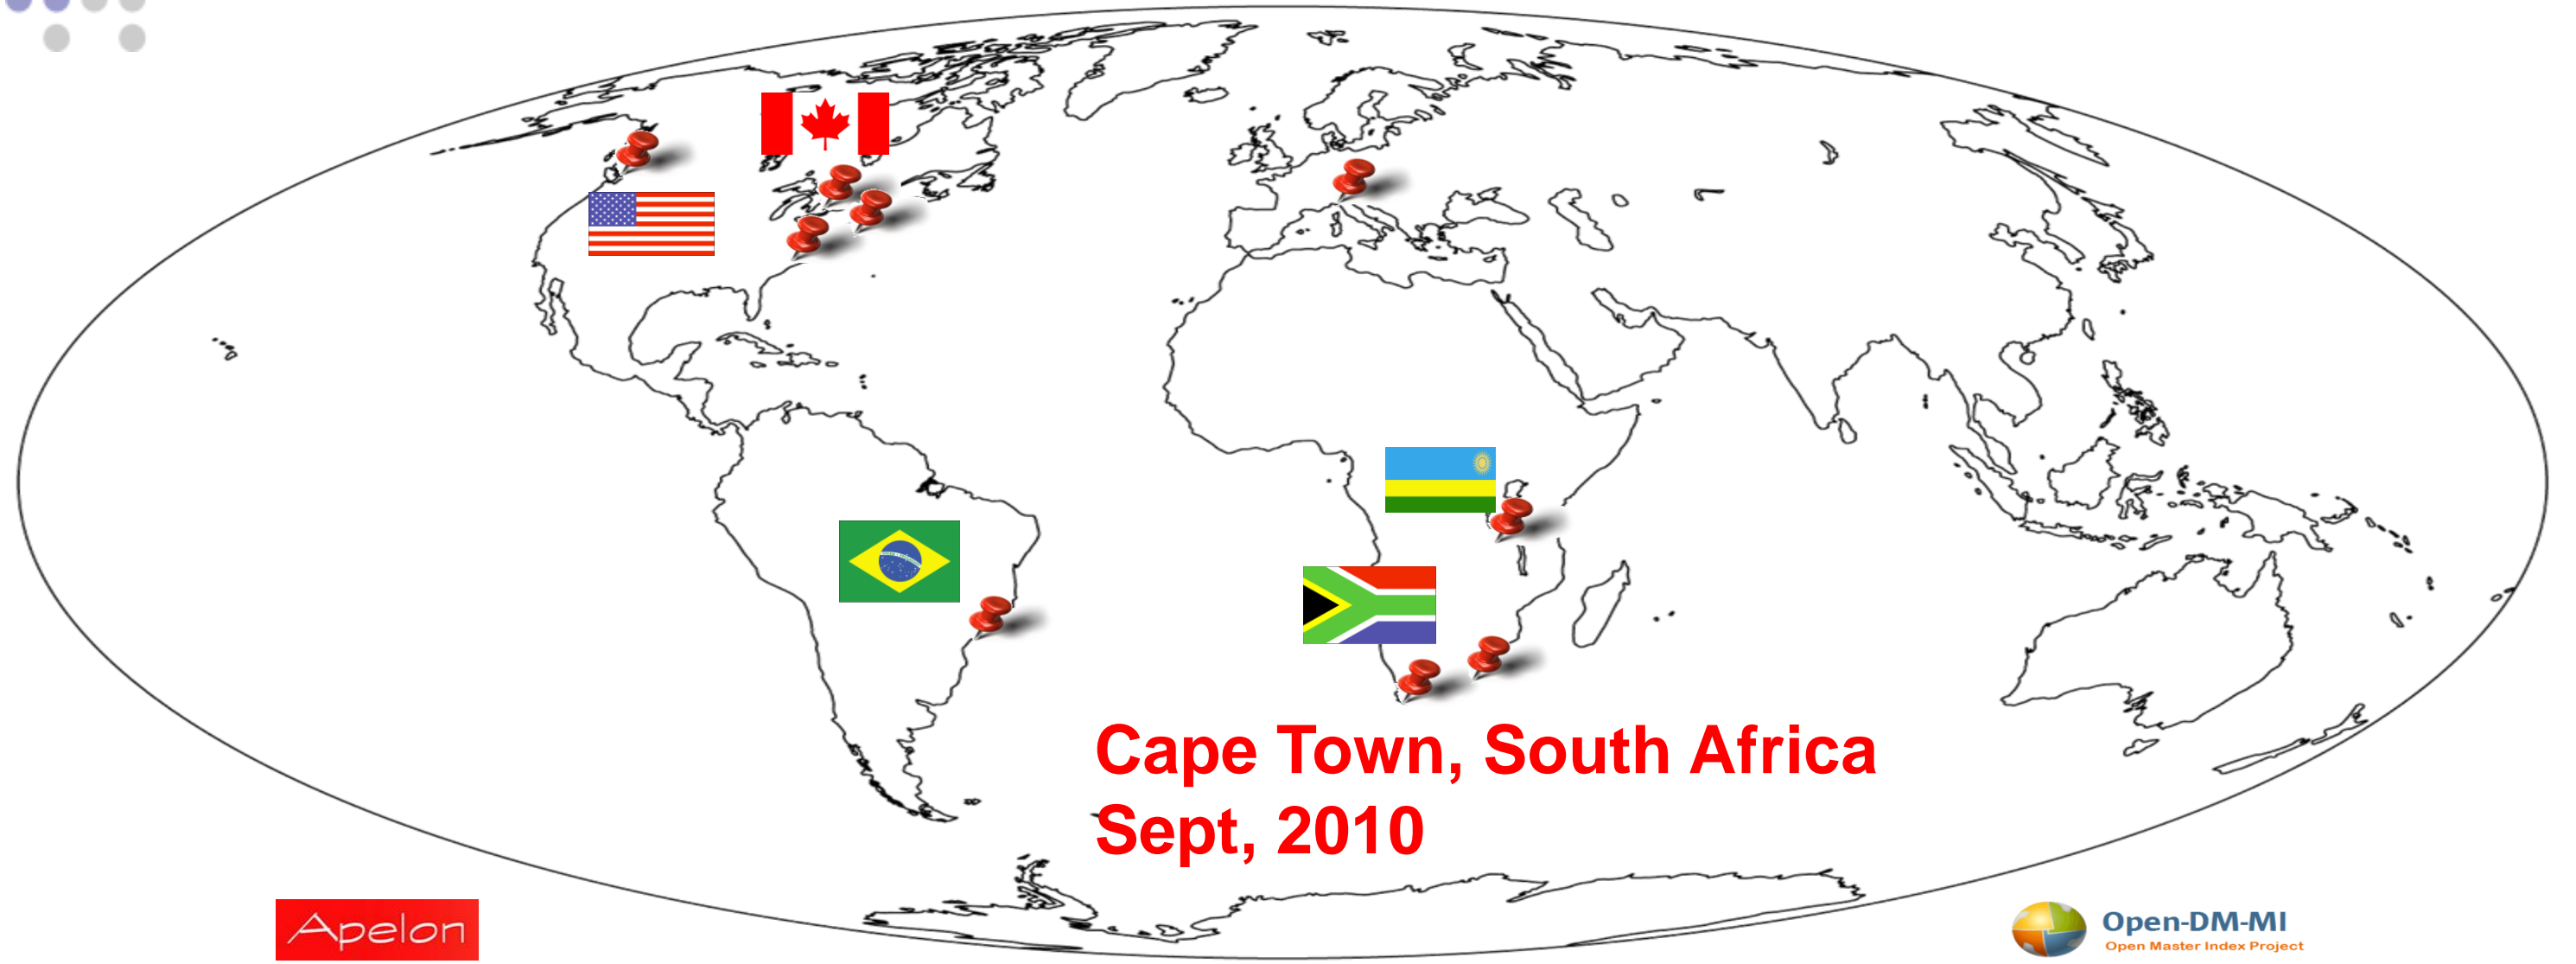 Cape Town, South Africa
Sept, 2010
Apelon
Open-DM-MI
Open Master Index Project